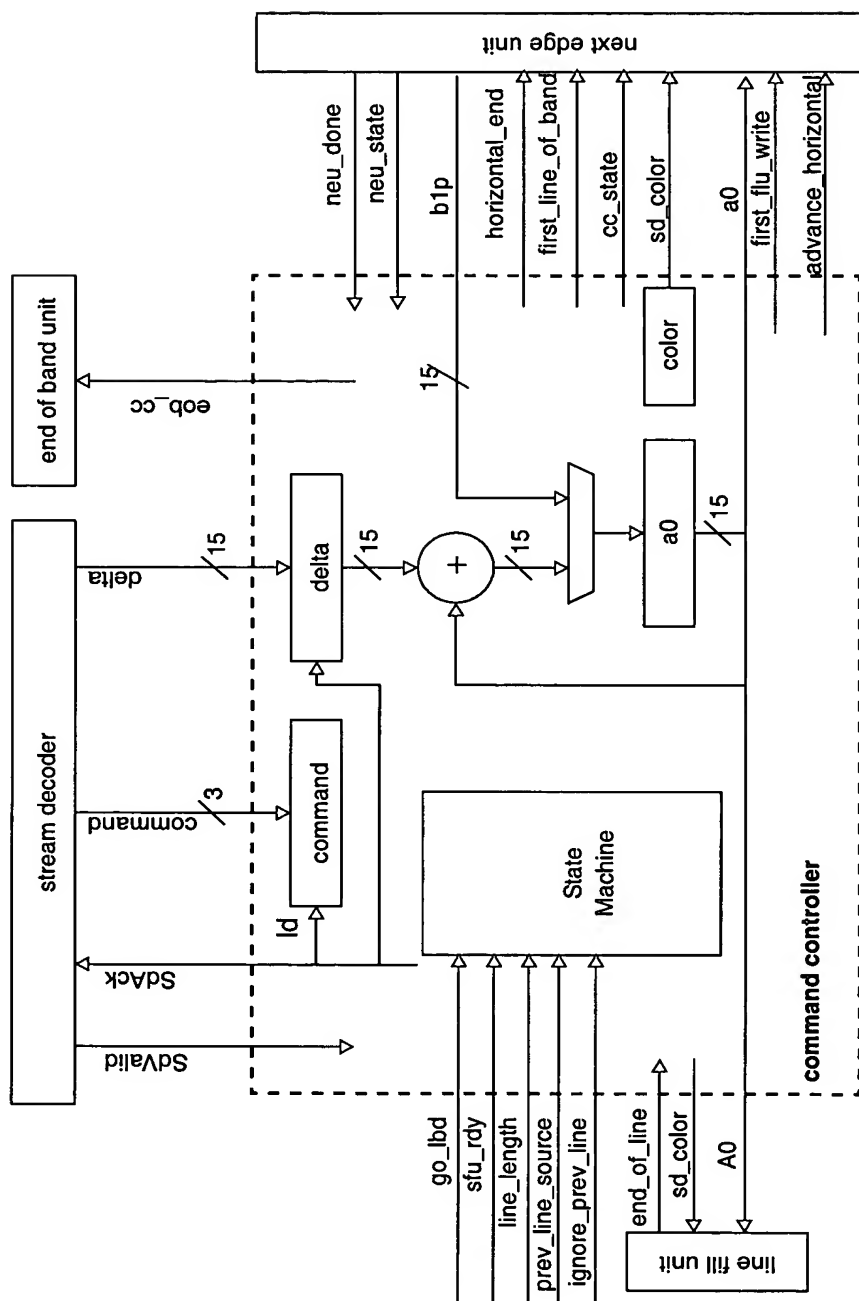 stream decoder
end of band unit
SdValid
SdAck
command
3
delta
15
eob_cc
neu_done
neu_state
ld
command
delta
15
15
b1p
horizontal_end
first_line_of_band
cc_state
sd_color
a0
first_flu_write
advance_horizontal
next edge unit
+
15
State
Machine
a0
15
color
go_lbd
sfu_rdy
line_length
prev_line_source
ignore_prev_line
end_of_line
sd_color
A0
line fill unit
command controller